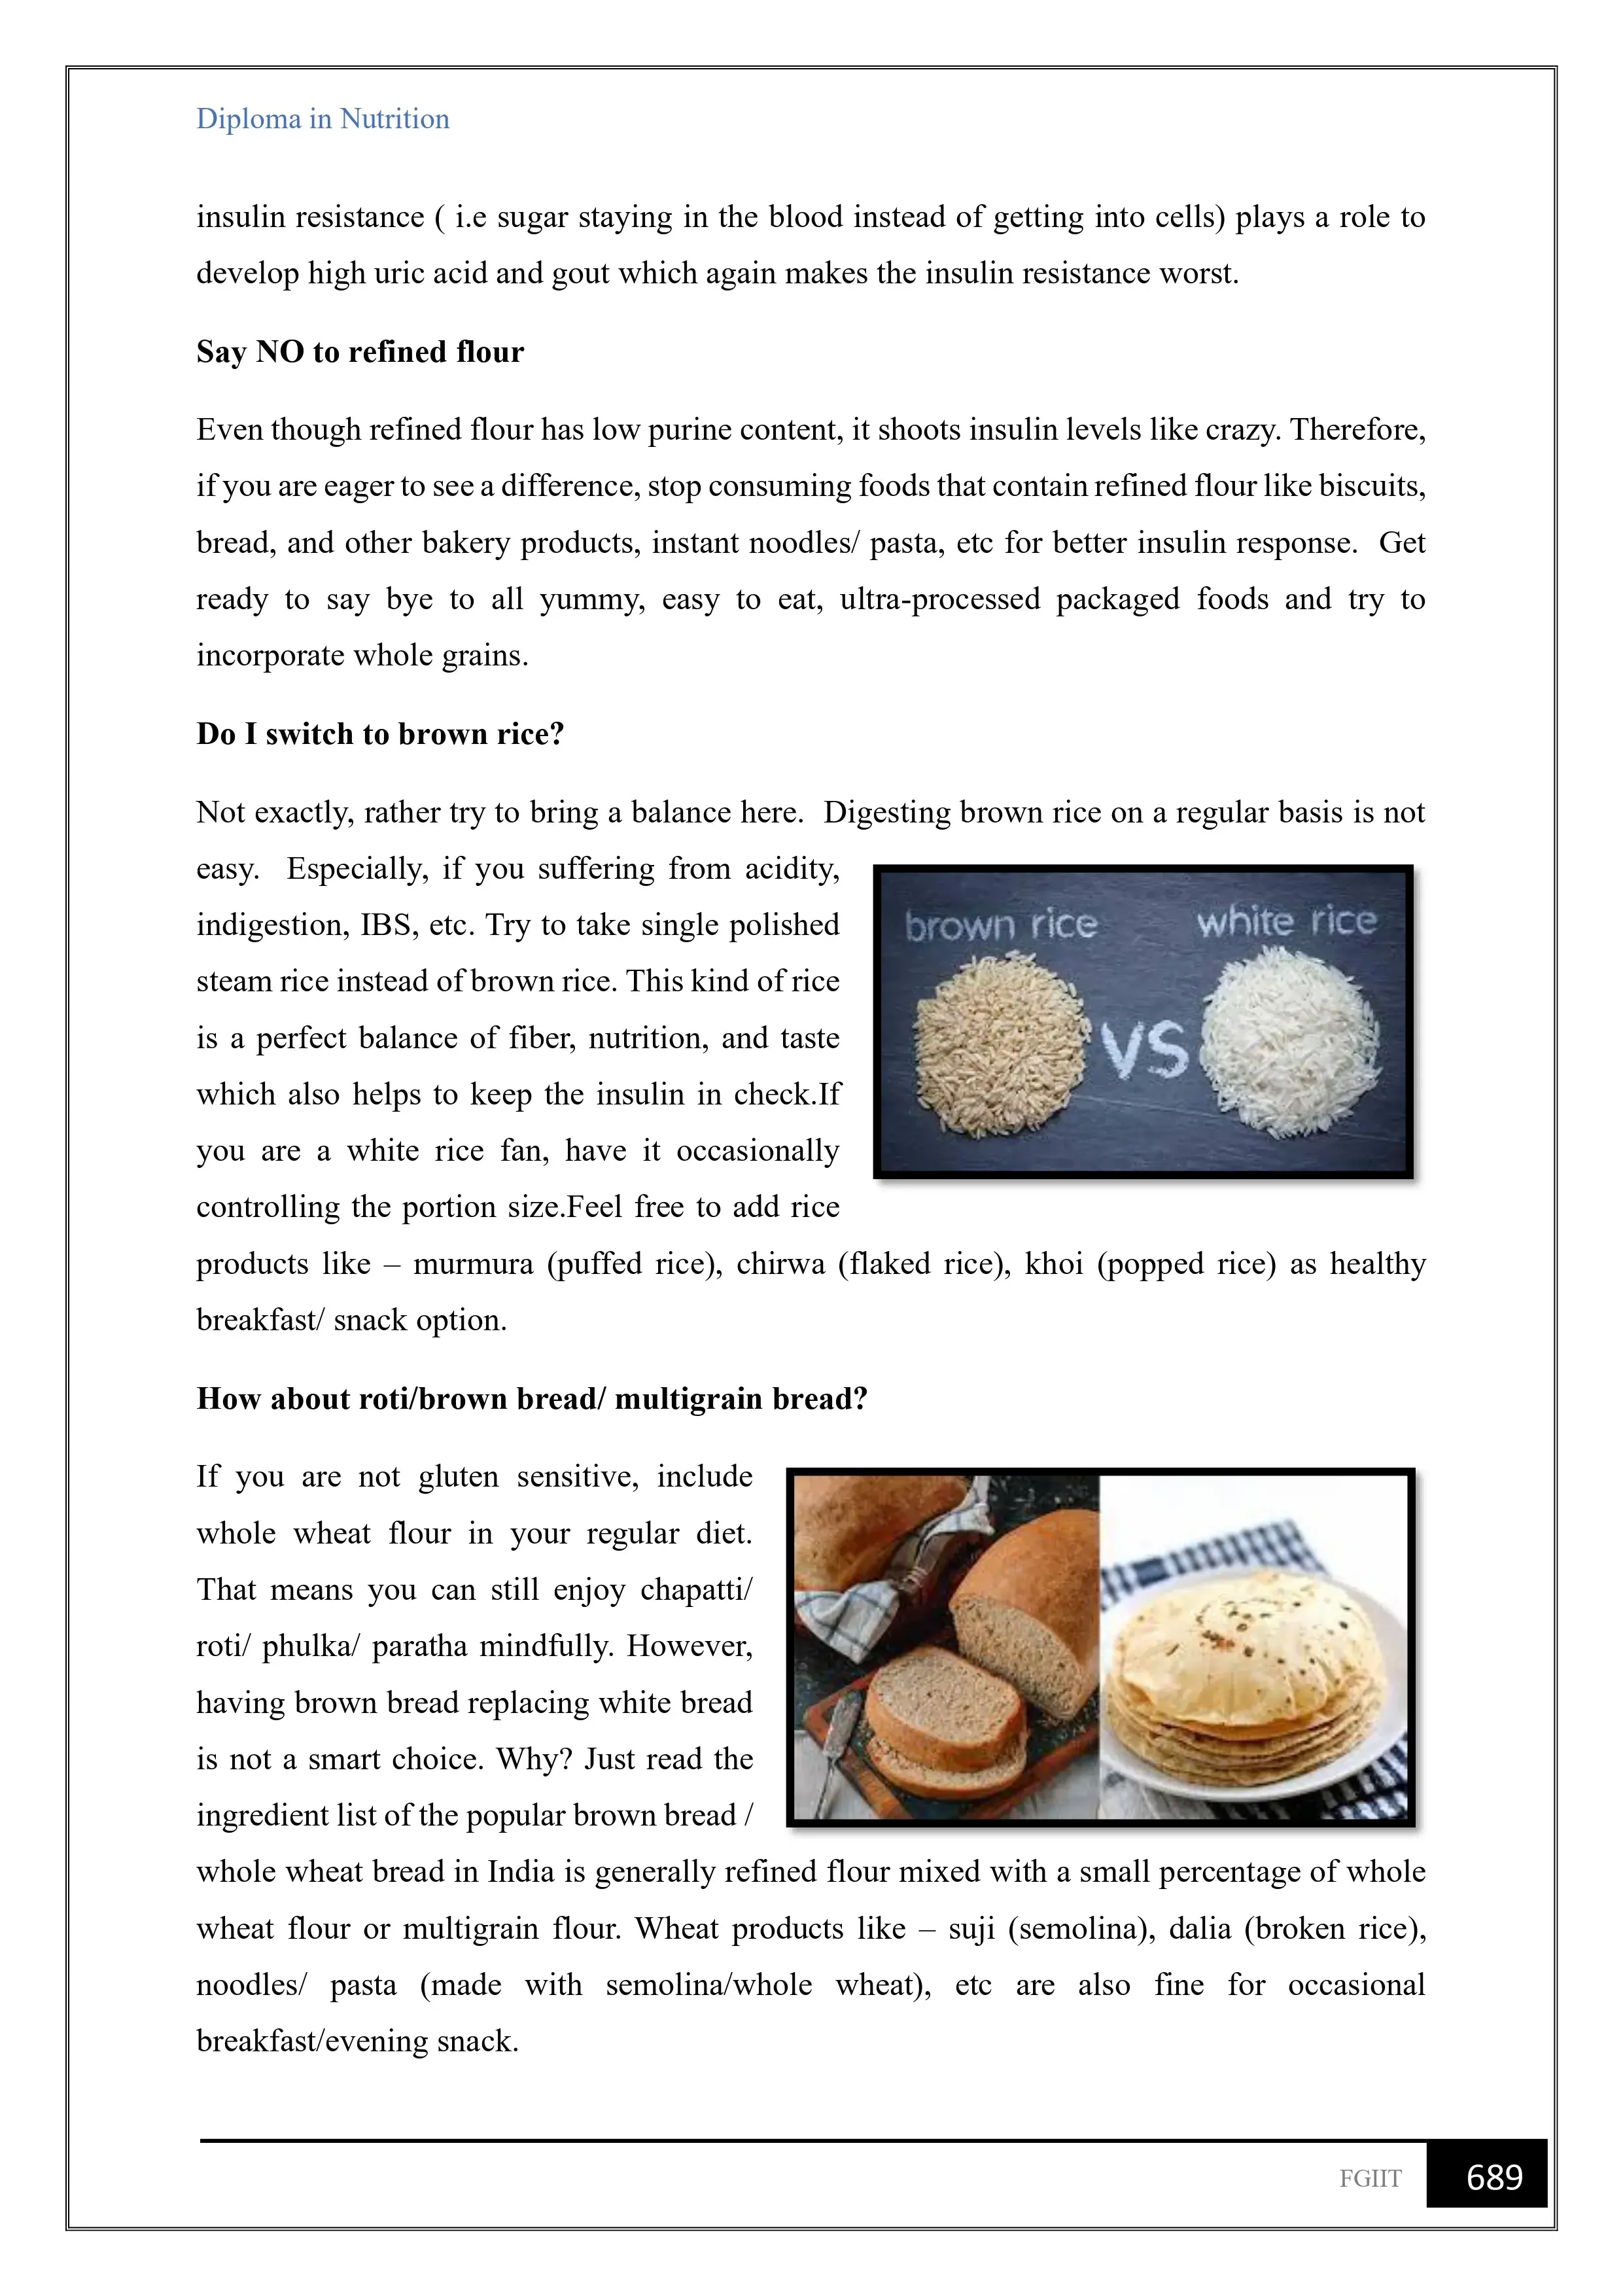 Diploma in Nutrition
insulin resistance ( i.e sugar staying in the blood instead of getting into cells) plays a role to
develop high uric acid and gout which again makes the insulin resistance worst.
Say NO to refined flour
Even though refined flour has low purine content, it shoots insulin levels like crazy. Therefore,
if you are eager to see a difference, stop consuming foods that contain refined flour like biscuits,
bread, and other bakery products, instant noodles/ pasta, etc for better insulin response.  Get
ready to say bye to all yummy, easy to eat, ultra-processed packaged foods and try to
incorporate whole grains.
Do I switch to brown rice?
Not exactly, rather try to bring a balance here.  Digesting brown rice on a regular basis is not
easy.  Especially, if you suffering from acidity,
indigestion, IBS, etc. Try to take single polished
steam rice instead of brown rice. This kind of rice
is a perfect balance of fiber, nutrition, and taste
which also helps to keep the insulin in check.If
you are a white rice fan, have it occasionally
controlling the portion size.Feel free to add rice
brown rice
white rice
VS
products like – murmura (puffed rice), chirwa (flaked rice), khoi (popped rice) as healthy
breakfast/ snack option.
How about roti/brown bread/ multigrain bread?
If you are not gluten sensitive, include
whole wheat flour in your regular diet.
That means you can still enjoy chapatti/
roti/ phulka/ paratha mindfully. However,
having brown bread replacing white bread
is not a smart choice. Why? Just read the
ingredient list of the popular brown bread /
whole wheat bread in India is generally refined flour mixed with a small percentage of whole
wheat flour or multigrain flour. Wheat products like – suji (semolina), dalia (broken rice),
noodles/ pasta (made with semolina/whole wheat), etc are also fine for occasional
breakfast/evening snack.
FGIIT
689